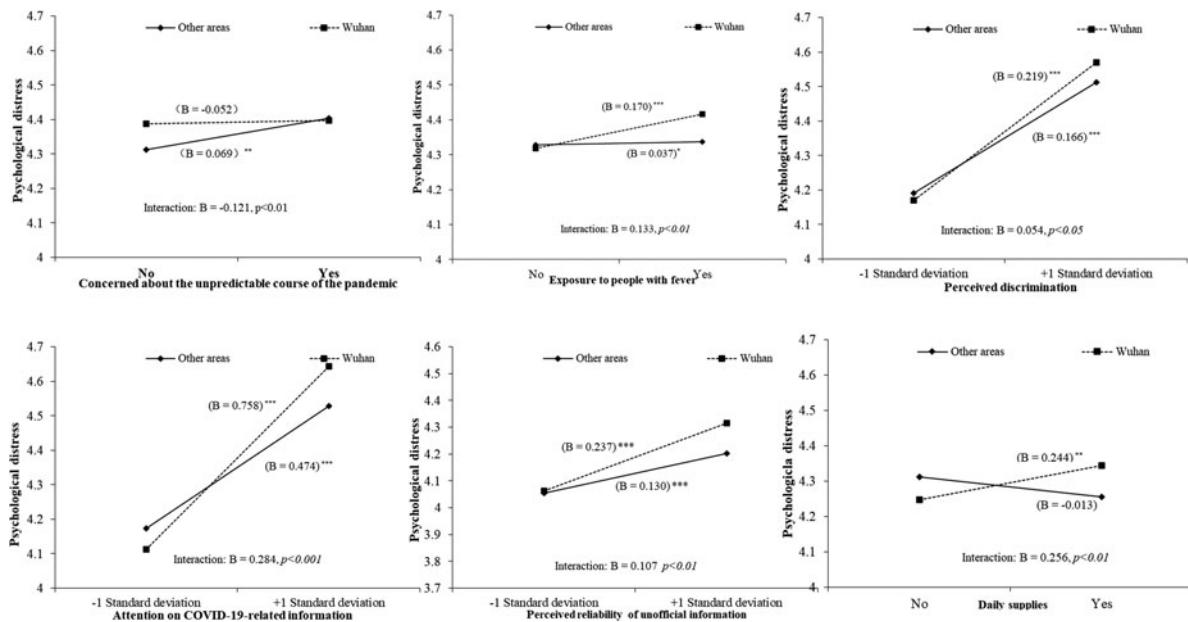 4.7
4.6
4.5
4.4
4.3
4.2
4.1
4
Psychological distress
Other areas
Wuhan
(B = -0.052)
(B = 0.069) **
Interaction: B = -0.121, p<0.01
No
Yes
Concerned about the unpredictable course of the pandemic
4.7
4.6
4.5
4.4
4.3
4.2
4.1
4
Psychological distress
Other areas
Wuhan
(B = 0.170) ***
(B = 0.037) *
Interaction: B = 0.133, p<0.01
No
Yes
Exposure to people with fever
4.7
4.6
4.5
4.4
4.3
4.2
4.1
4
Psychological distress
Other areas
Wuhan
(B = 0.219) ***
(B = 0.166) ***
Interaction: B = 0.054, p<0.05
-1 Standard deviation
+1 Standard deviation
Perceived discrimination
4.7
4.6
4.5
4.4
4.3
4.2
4.1
4
Psychological distress
Other areas
Wuhan
(B = 0.758) ***
(B = 0.474) ***
Interaction: B = 0.284, p<0.001
-1 Standard deviation
+1 Standard deviation
Attention on COVID-19-related information
4.6
4.5
4.4
4.3
4.2
4.1
4
3.9
3.8
3.7
Psychological distress
Other areas
Wuhan
(B = 0.237) ***
(B = 0.130) ***
Interaction: B = 0.107 p<0.01
-1 Standard deviation
+1 Standard deviation
Perceived reliability of unofficial information
4.7
4.6
4.5
4.4
4.3
4.2
4.1
4
Psychologicla distress
Other areas
Wuhan
(B = 0.244) **
(B = -0.013)
Interaction: B = 0.256, p<0.01
No
Yes
Daily supplies